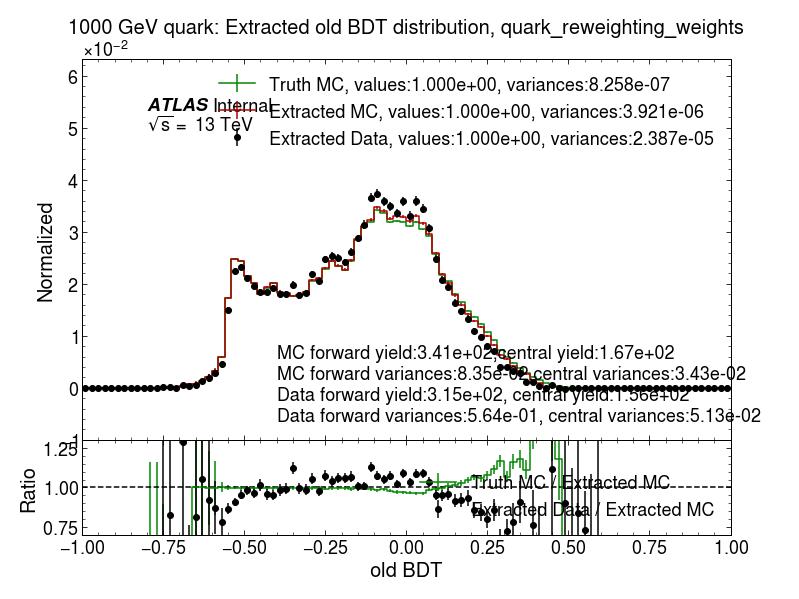 1000 GeV quark: Extracted old BDT distribution, quark_reweighting_weights
×10⁻²
Truth MC, values:1.000e+00, variances:8.258e-07
ATLAS Internal
Extracted MC, values:1.000e+00, variances:3.921e-06
√s = 13 TeV
Extracted Data, values:1.000e+00, variances:2.387e-05
6
5
4
3
2
1
0
1
Normalized
MC forward yield:3.41e+02,central yield:1.67e+02
MC forward variances:8.35e-02,central variances:3.43e-02
Data forward yield:3.15e+02, central yield:1.56e+02
Data forward variances:5.64e-01, central variances:5.13e-02
1.25
1.00
0.75
Ratio
Truth MC / Extracted MC
Extracted Data / Extracted MC
−1.00 −0.75 −0.50 −0.25 0.00 0.25 0.50 0.75 1.00
old BDT